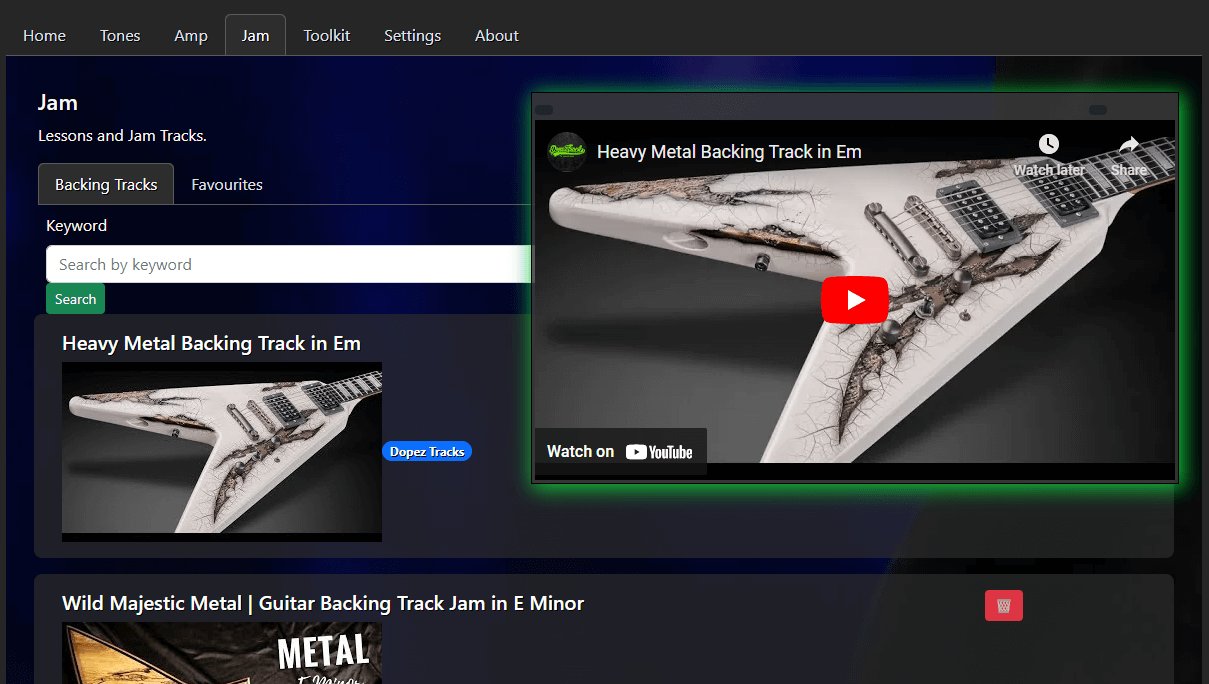 Home Tones Amp Jam Toolkit Settings About
Jam
Lessons and Jam Tracks.
Backing Tracks Favourites
Keyword
Search by keyword
Search
Heavy Metal Backing Track in Em
Watch later
Share
Watch on YouTube
Heavy Metal Backing Track in Em
Dopez Tracks
Wild Majestic Metal | Guitar Backing Track Jam in E Minor
METAL
E Minor